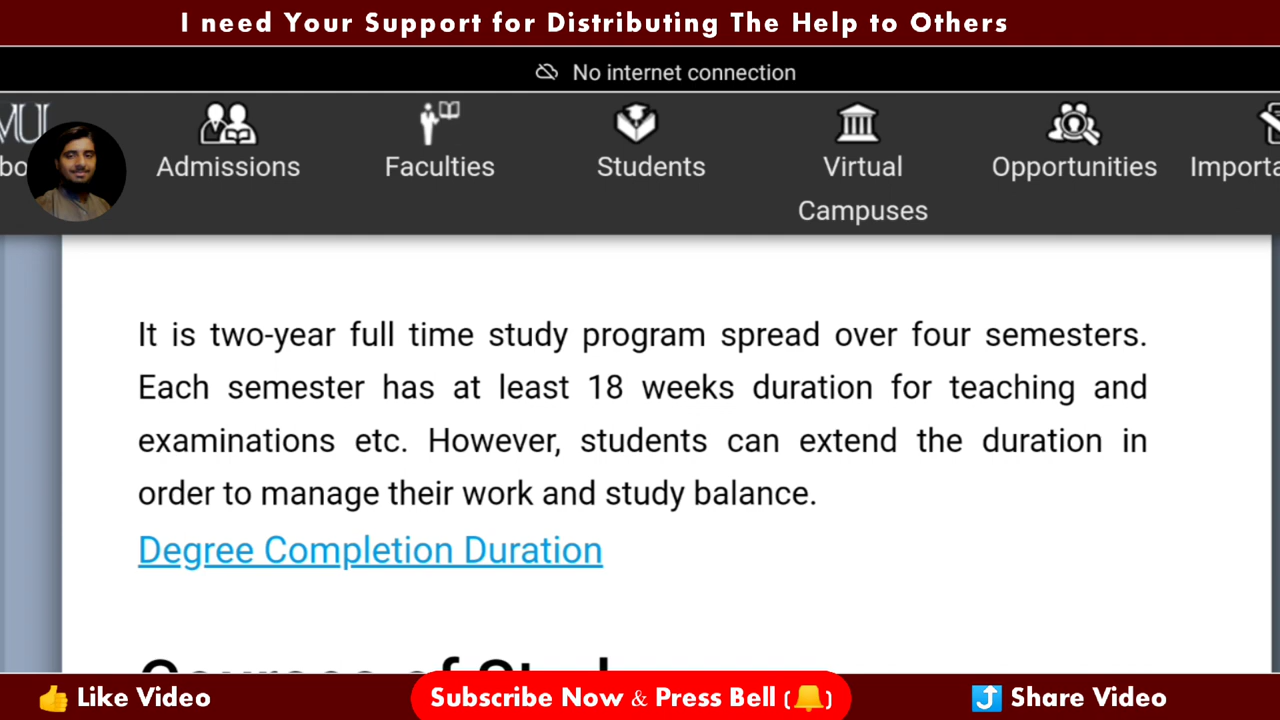 I need Your Support for Distributing The Help to Others
No internet connection
Admissions
Faculties
Students
Virtual
Campuses
Opportunities
It is two-year full time study program spread over four semesters.
Each semester has at least 18 weeks duration for teaching and
examinations etc. However, students can extend the duration in
order to manage their work and study balance.
Degree Completion Duration
👍 Like Video
Subscribe Now & Press Bell (🔔)
⤴️ Share Video